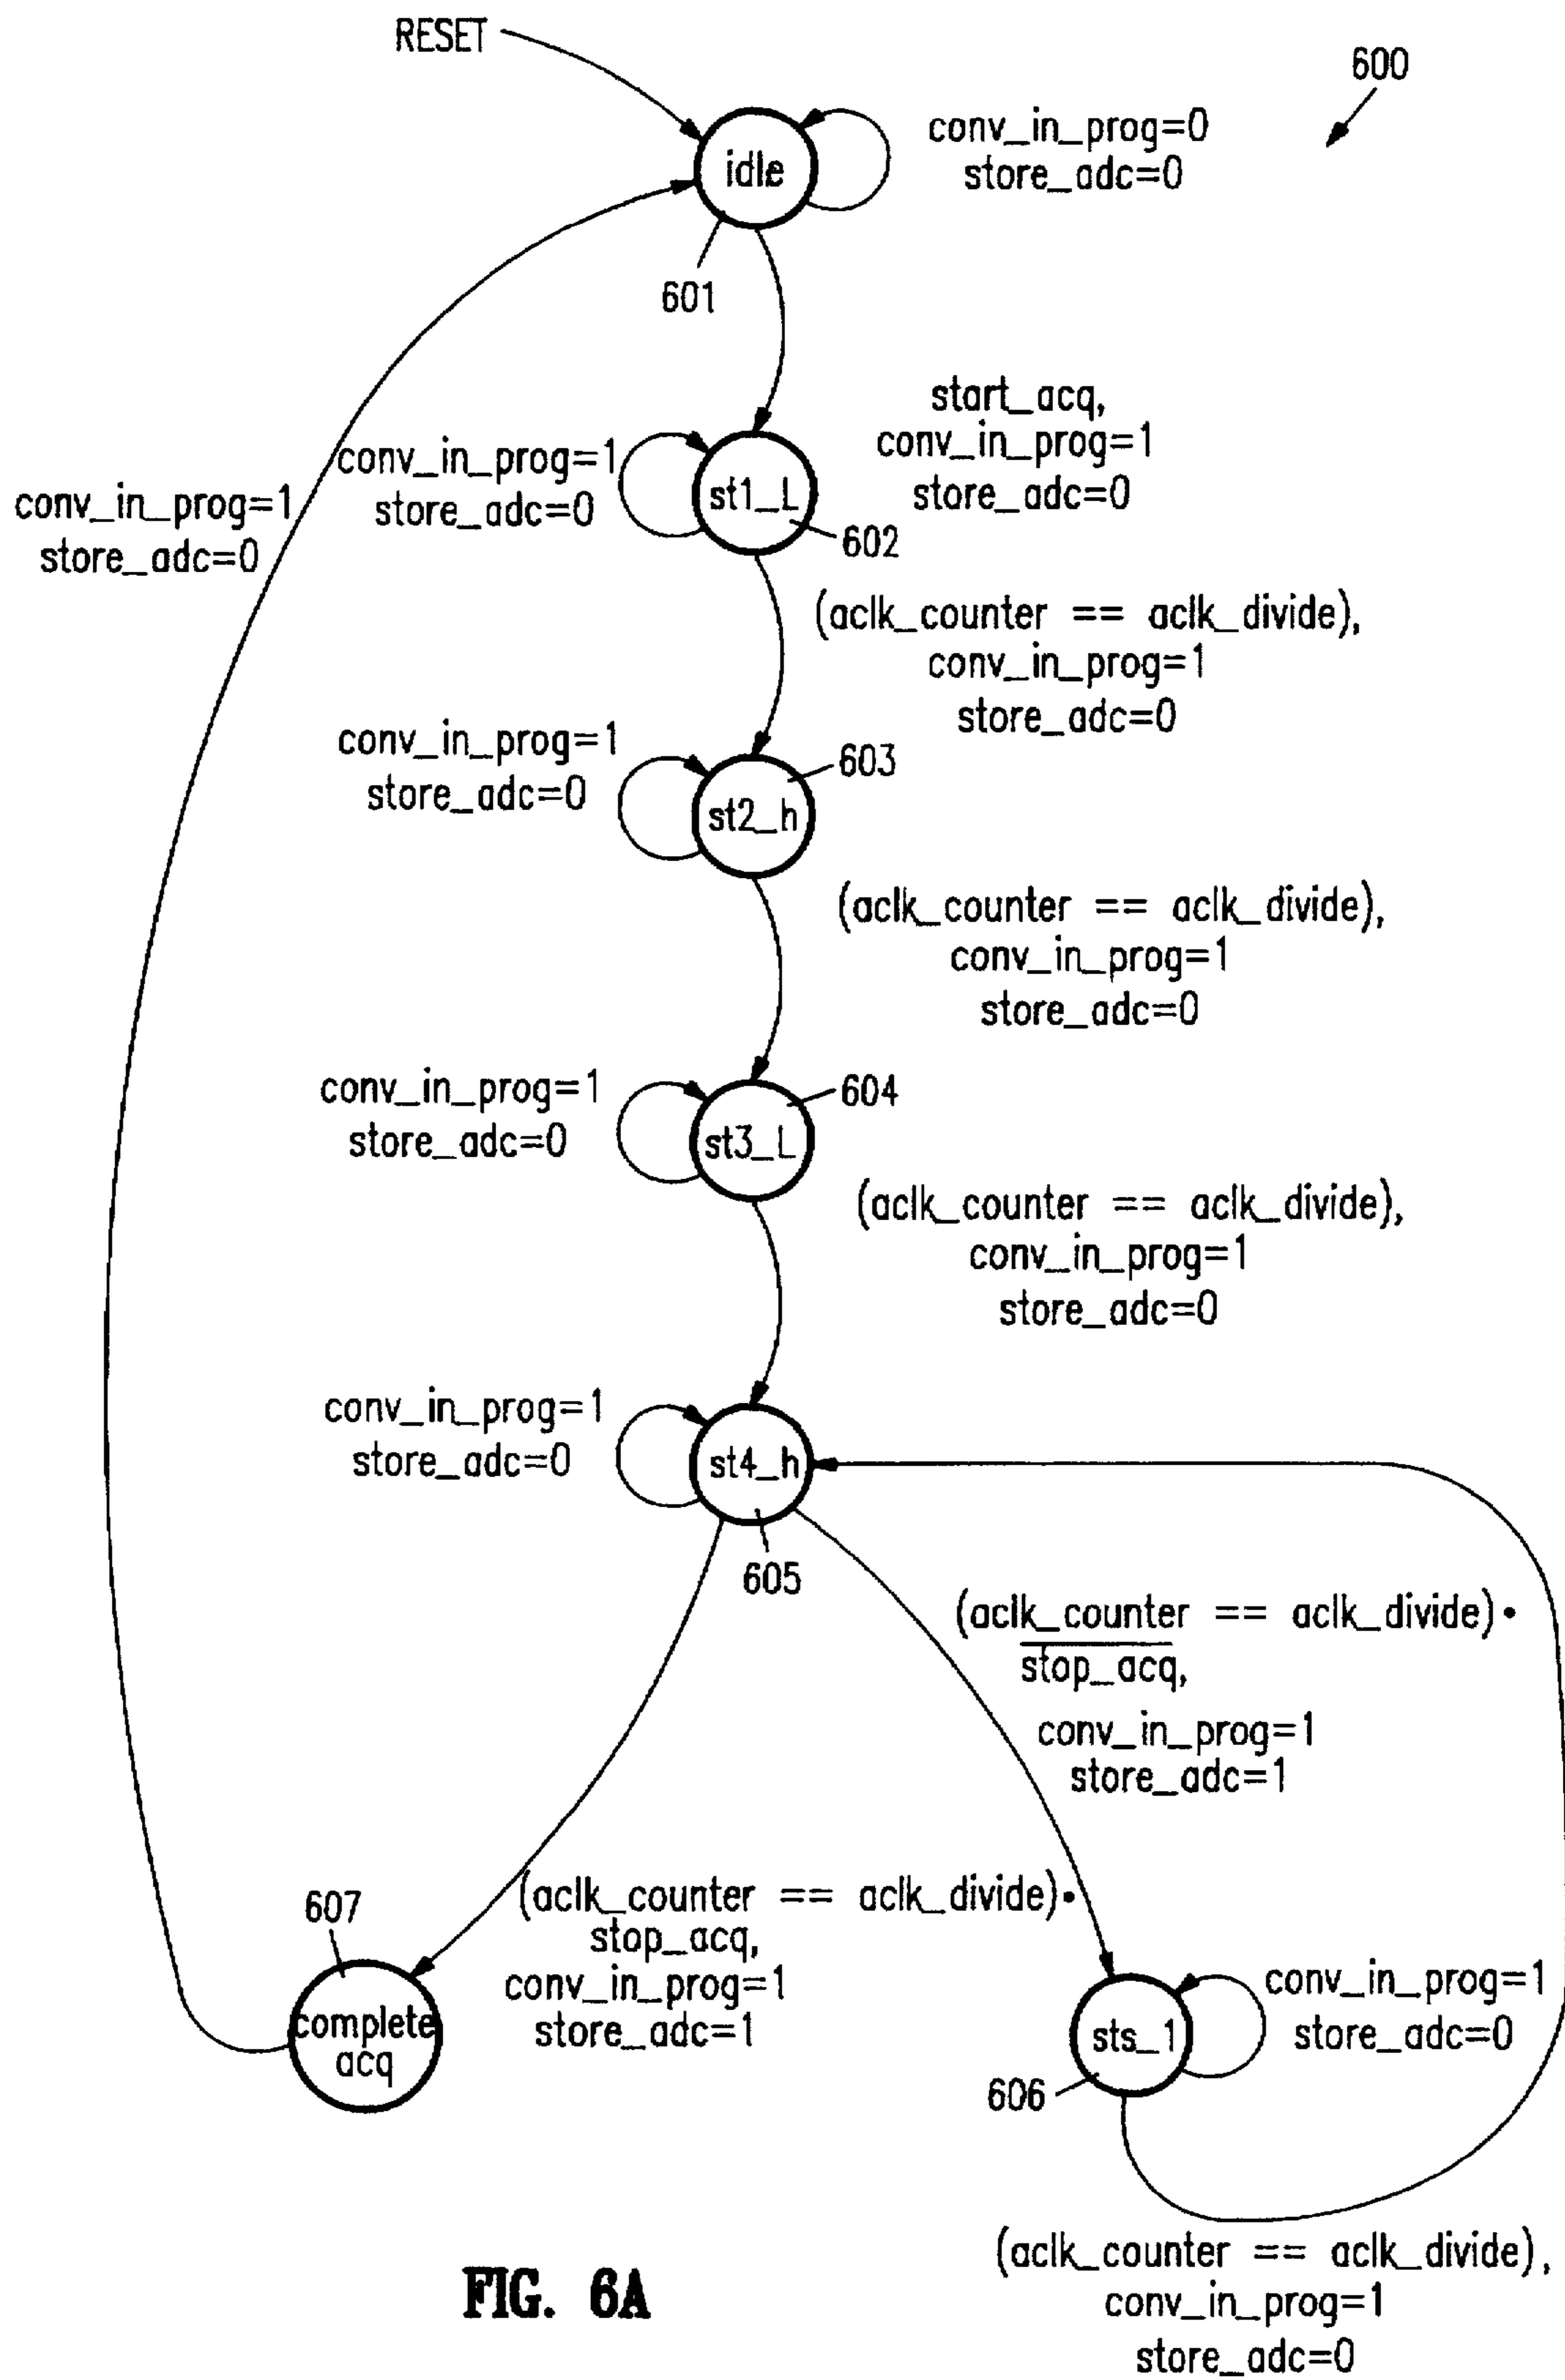 RESET
600
idle
conv_in_prog=0
store_adc=0
601
start_acq,
conv_in_prog=1
store_adc=0
conv_in_prog=1
store_adc=0
st1_L
602
conv_in_prog=1
store_adc=0
(aclk_counter == aclk_divide),
conv_in_prog=1
store_adc=0
conv_in_prog=1
store_adc=0
603
st2_h
(aclk_counter == aclk_divide),
conv_in_prog=1
store_adc=0
conv_in_prog=1
store_adc=0
604
st3_L
(aclk_counter == aclk_divide),
conv_in_prog=1
store_adc=0
conv_in_prog=1
store_adc=0
st4_h
605
(aclk_counter == aclk_divide)•
s̅t̅o̅p̅_̅a̅c̅q̅,
conv_in_prog=1
store_adc=1
(aclk_counter == aclk_divide)•
stop_acq,
conv_in_prog=1
store_adc=1
607
complete
acq
sts_1
conv_in_prog=1
store_adc=0
606
(aclk_counter == aclk_divide),
conv_in_prog=1
store_adc=0
FIG. 6A